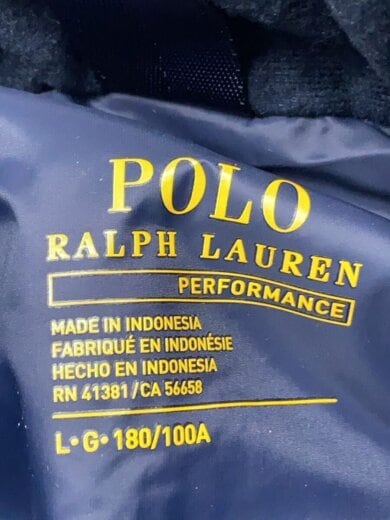 POLO
RALPH LAUREN
PERFORMANCE
MADE IN INDONESIA
FABRIQUÉ EN INDONÉSIE
HECHO EN INDONESIA
RN 41381/CA 56658
L•G•180/100A